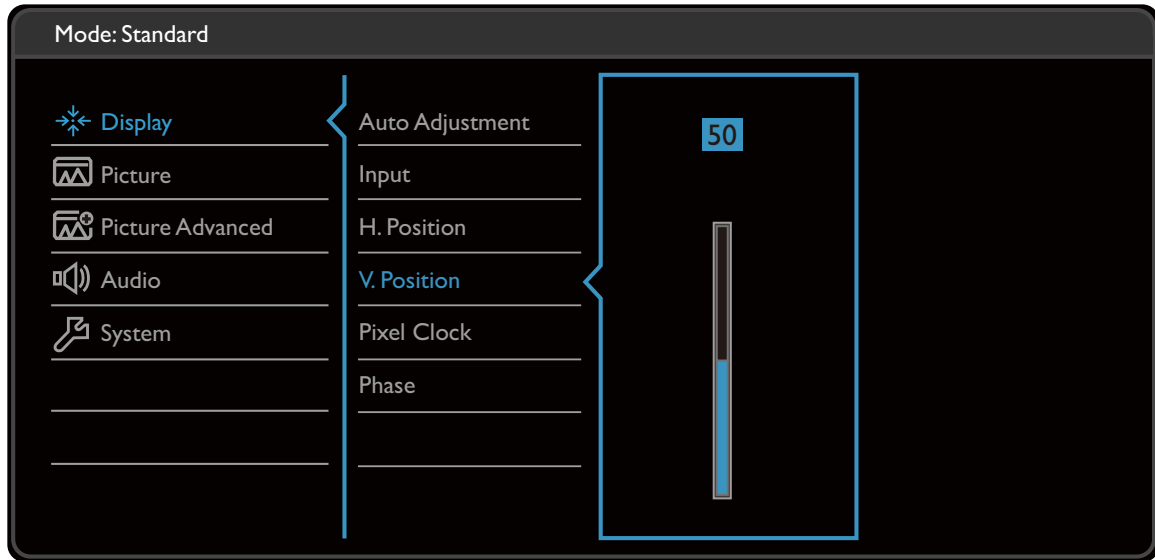 Mode: Standard
Display
Picture
Picture Advanced
Audio
System
Auto Adjustment
Input
H. Position
V. Position
Pixel Clock
Phase
50